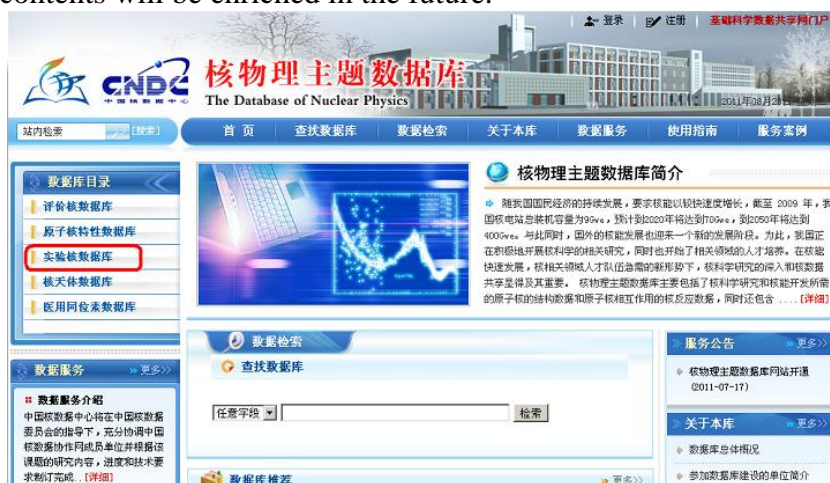 contents will be enriched in the future.
登录 | 注册 | 基础科学数据共享网门户
CNDC
中国核数据中心
核物理主题数据库
The Database of Nuclear Physics
站内检索 [搜索]
首 页 查找数据库 数据检索 关于本库 数据服务 使用指南 服务案例
数据库目录
评价核数据库
原子核特性数据库
实验核数据库
核天体数据库
医用同位素数据库
核物理主题数据库简介
随我国国民经济的持续发展，要求核能以较快速度增长，截至 2009 年，我
国核电站总装机容量为9Gwe，预计到2020年将达到70Gwe，到2050年将达到
400Gwe。与此同时，国外的核能发展也迎来一个新的发展阶段。为此，我国正
在积极地开展核科学的相关研究，同时也开始了相关领域的人才培养。在核能
快速发展，核相关领域人才队伍急需的新形势下，核科学研究的深入和核数据
共享显得及其重要。 核物理主题数据库主要包括了核科学研究和核能开发所需
的原子核的结构数据和原子核相互作用的核反应数据，同时还包含 ....[详细]
数据检索
查找数据库
任意字段
检索
服务公告 更多>>
核物理主题数据库网站开通
(2011-07-17)
数据服务 更多>>
数据服务介绍
中国核数据中心将在中国核数据
委员会的指导下，充分协调中国
核数据协作网成员单位并根据该
课题的研究内容，进度和技术要
求制订完成..[详细]
关于本库 更多>>
数据库总体概况
参加数据库建设的单位简介
数据库推荐 更多>>